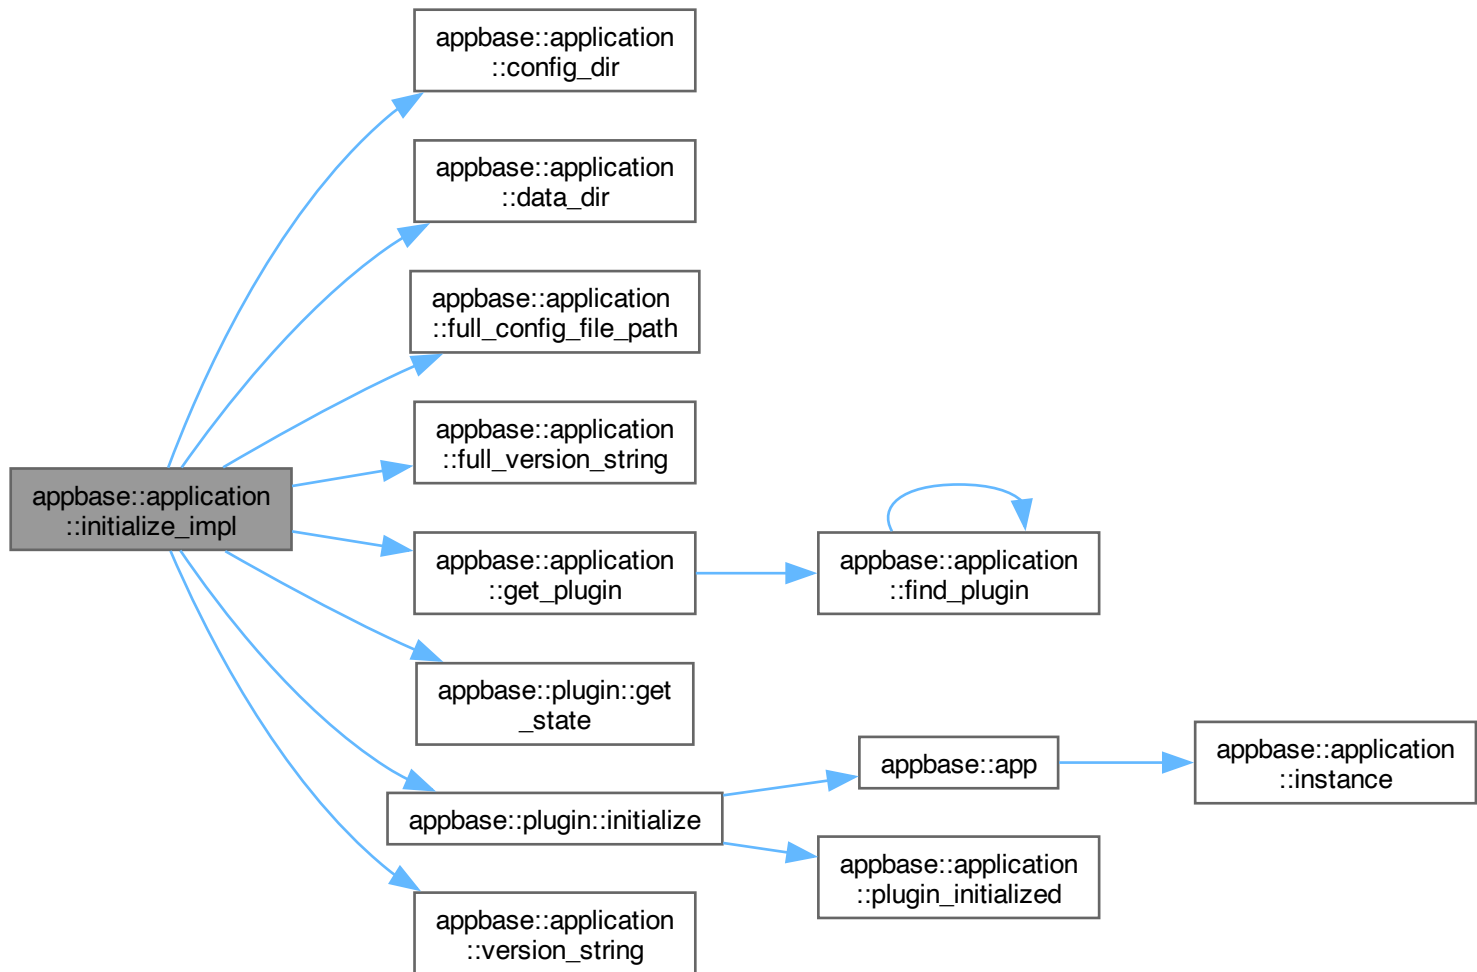 appbase::application
::config_dir
appbase::application
::data_dir
appbase::application
::full_config_file_path
appbase::application
::full_version_string
appbase::application
::initialize_impl
appbase::application
::get_plugin
appbase::application
::find_plugin
appbase::plugin::get
_state
appbase::plugin::initialize
appbase::app
appbase::application
::instance
appbase::application
::plugin_initialized
appbase::application
::version_string